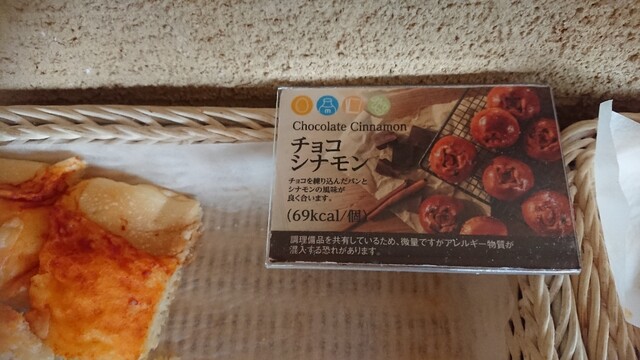 Chocolate Cinnamon
チョコ
シナモン
チョコを練り込んだパンと
シナモンの風味が
良く合います。
(69kcal/個)
調理備品を共有しているため、微量ですがアレルギー物質が
混入する恐れがあります。